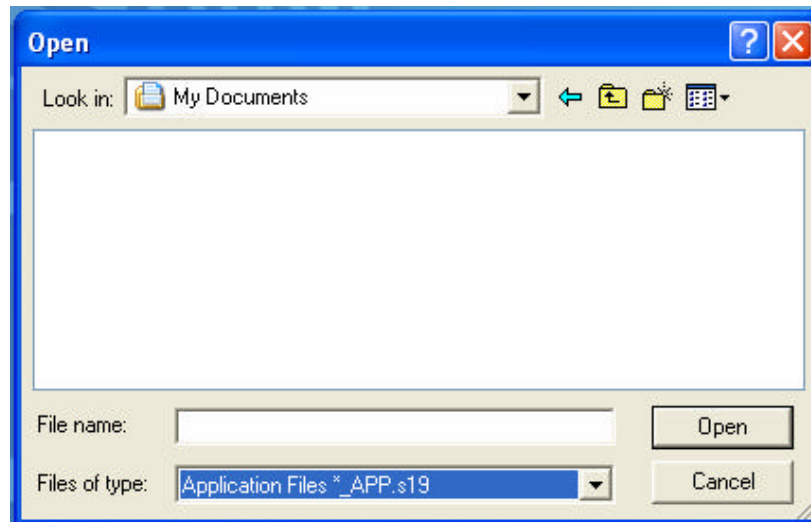 Open
Look in: My Documents
File name:
Open
Files of type: Application Files *_APP.s19
Cancel